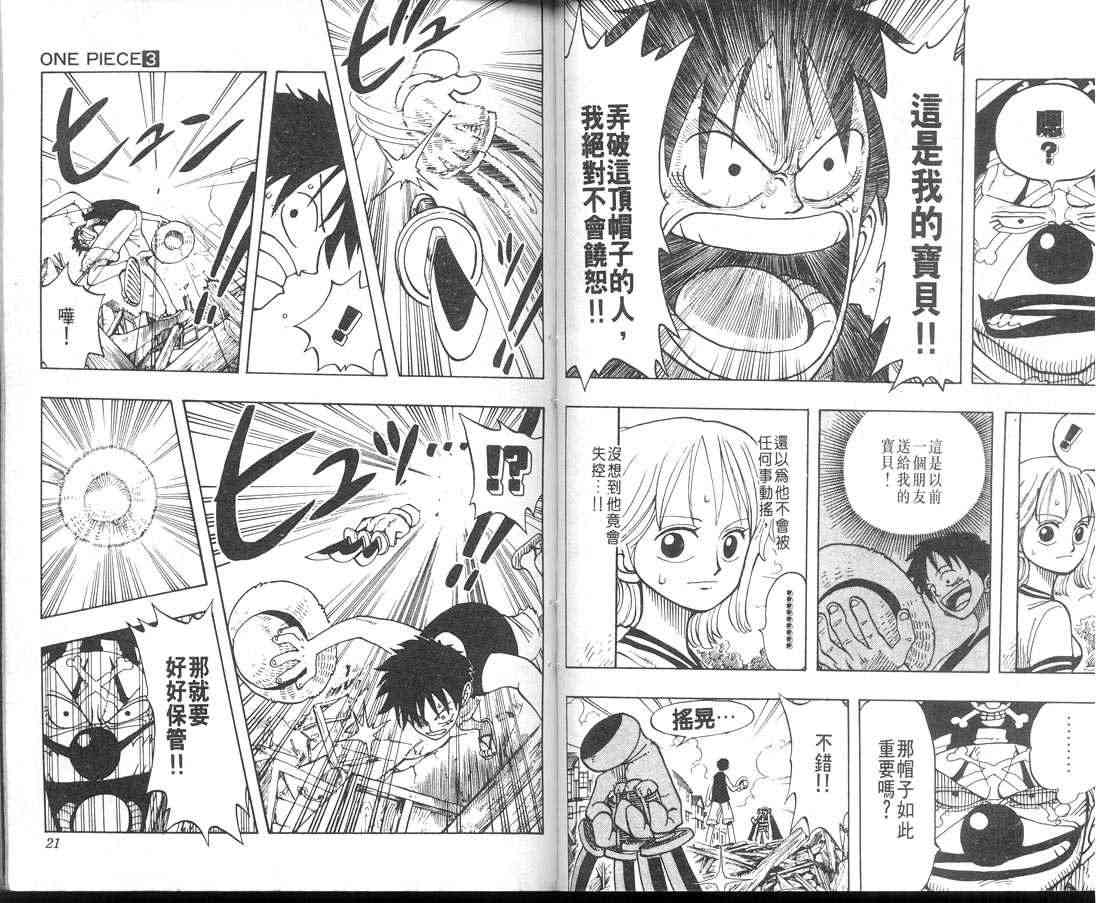 嗯?
這是我的寶貝!!
弄破這頂帽子的人,
我絕對不會饒恕!!
!
這是以前
一個朋友
送給我的
寶貝!
還以為他不會被
任何事動搖,
沒想到他竟會
失控…!!
………
………
那帽子如此
重要嗎?
不錯!!
搖晃…
ONE PIECE 3
ビュ
!!
!
ヒュン
!!
嘩!
!?
ビュッ
那就要
好好保管!!
21